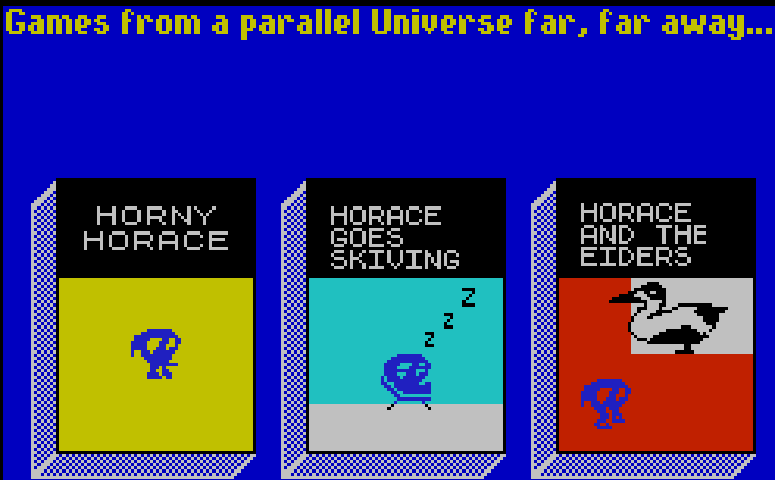 Games from a parallel Universe far, far away...
HORNY
HORACE
HORACE
GOES
SKIVING
Z
Z
Z
HORACE
AND THE
EIDERS